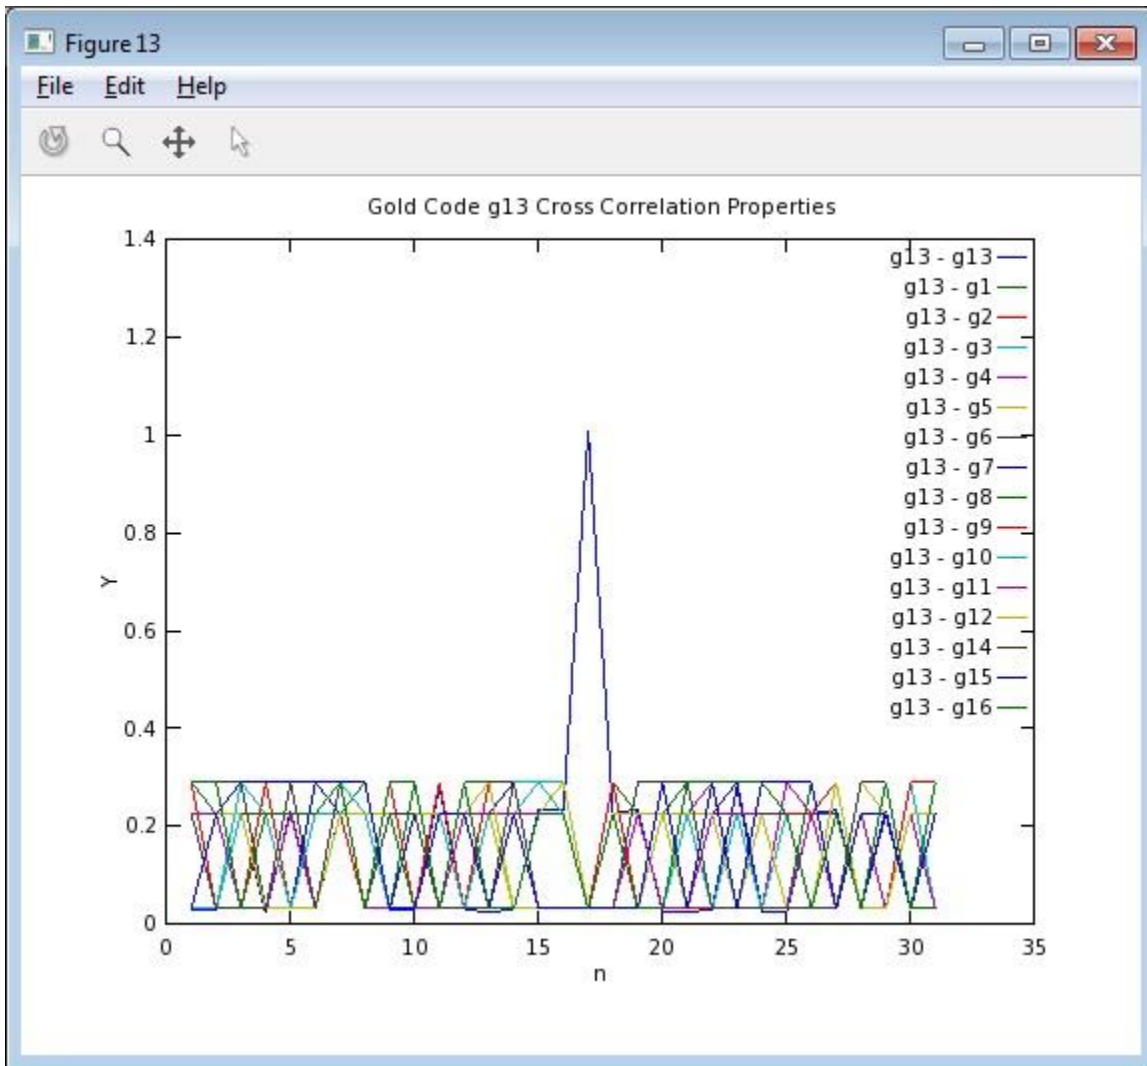 Figure 13
File Edit Help
Gold Code g13 Cross Correlation Properties
1.4
1.2
1
0.8
0.6
0.4
0.2
0
Y
g13 - g13
g13 - g1
g13 - g2
g13 - g3
g13 - g4
g13 - g5
g13 - g6
g13 - g7
g13 - g8
g13 - g9
g13 - g10
g13 - g11
g13 - g12
g13 - g14
g13 - g15
g13 - g16
0 5 10 15 20 25 30 35
n